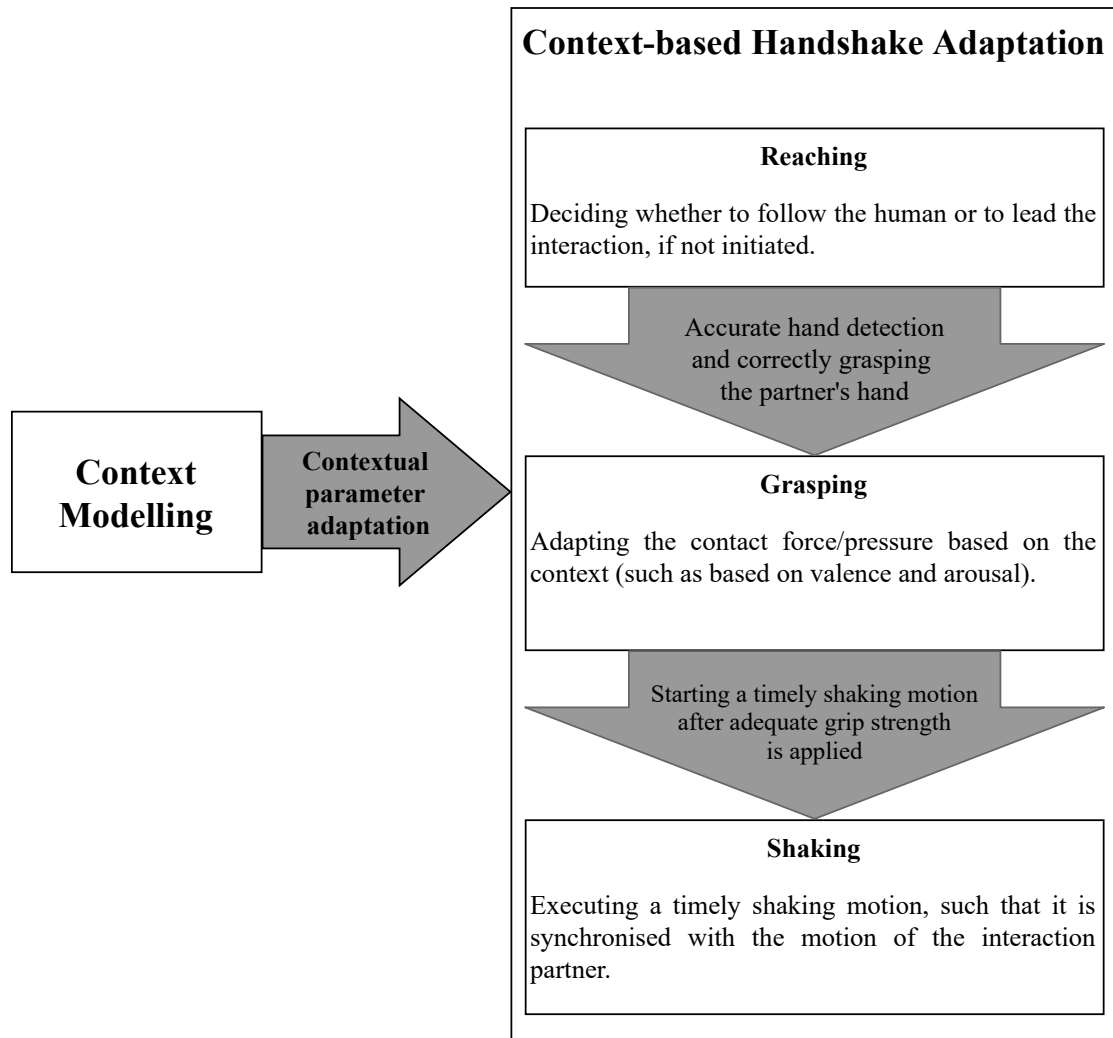 Context-based Handshake Adaptation
Reaching
Deciding whether to follow the human or to lead the
interaction, if not initiated.
Accurate hand detection
and correctly grasping
the partner's hand
Context
Modelling
Contextual
parameter
adaptation
Grasping
Adapting the contact force/pressure based on the
context (such as based on valence and arousal).
Starting a timely shaking motion
after adequate grip strength
is applied
Shaking
Executing a timely shaking motion, such that it is
synchronised with the motion of the interaction
partner.